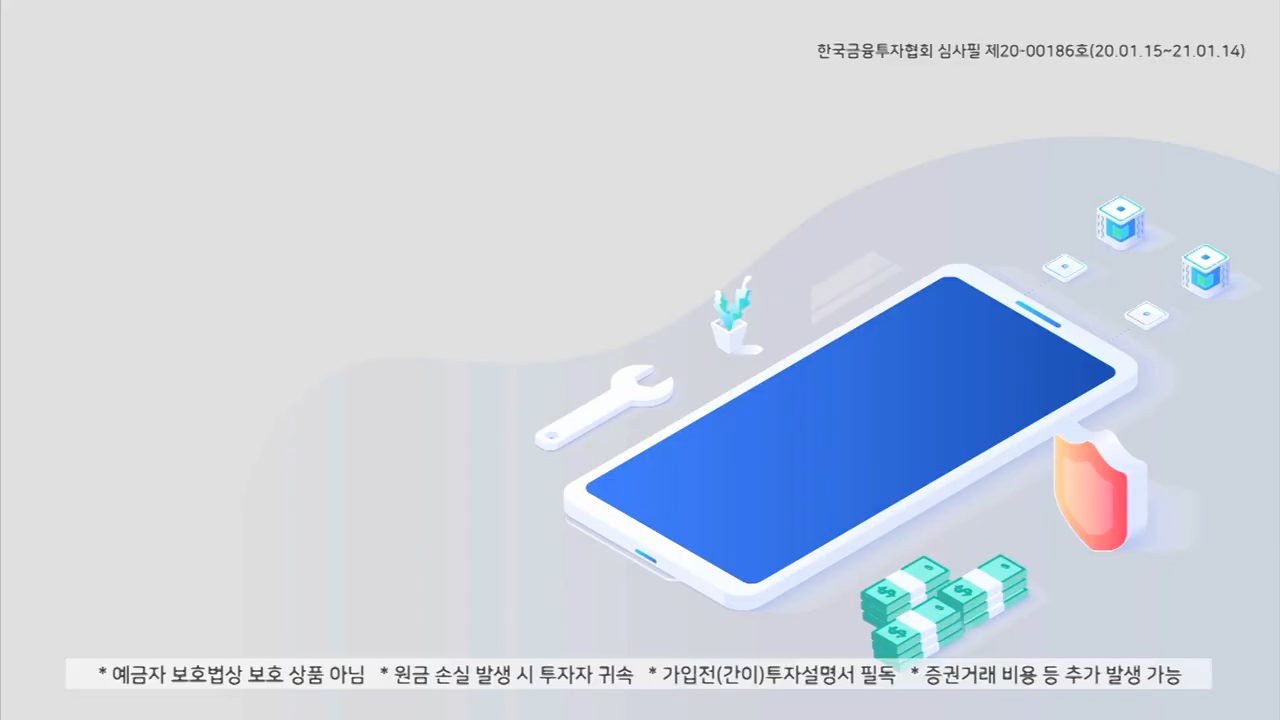 한국금융투자협회 심사필 제20-00186호(20.01.15~21.01.14)
* 예금자 보호법상 보호 상품 아님 * 원금 손실 발생 시 투자자 귀속 * 가입전(간이)투자설명서 필독 * 증권거래 비용 등 추가 발생 가능